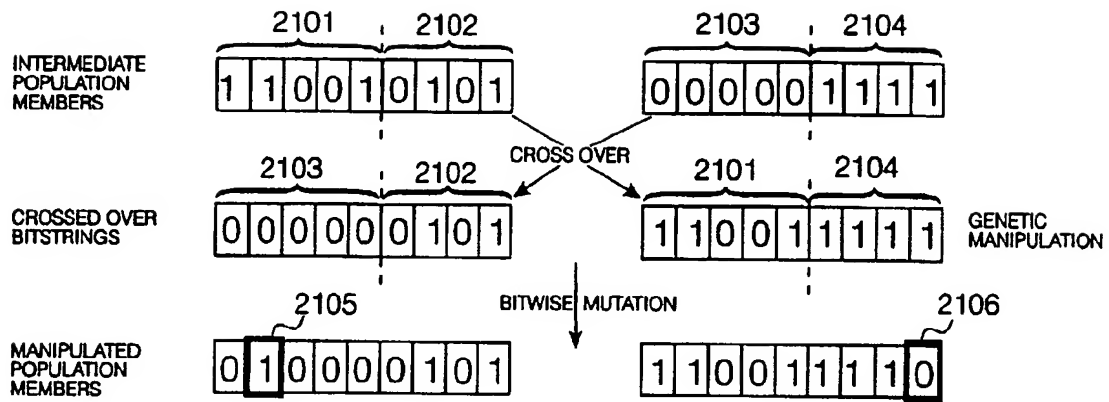 2101 2102 2103 2104
INTERMEDIATE
POPULATION
MEMBERS
1 1 0 0 1 0 1 0 1
0 0 0 0 0 1 1 1 1
CROSS OVER
2103 2102 2101 2104
CROSSED OVER
BITSTRINGS
0 0 0 0 0 0 1 0 1
1 1 0 0 1 1 1 1 1
GENETIC
MANIPULATION
BITWISE MUTATION
2105 2106
MANIPULATED
POPULATION
MEMBERS
0 1 0 0 0 0 1 0 1
1 1 0 0 1 1 1 1 0